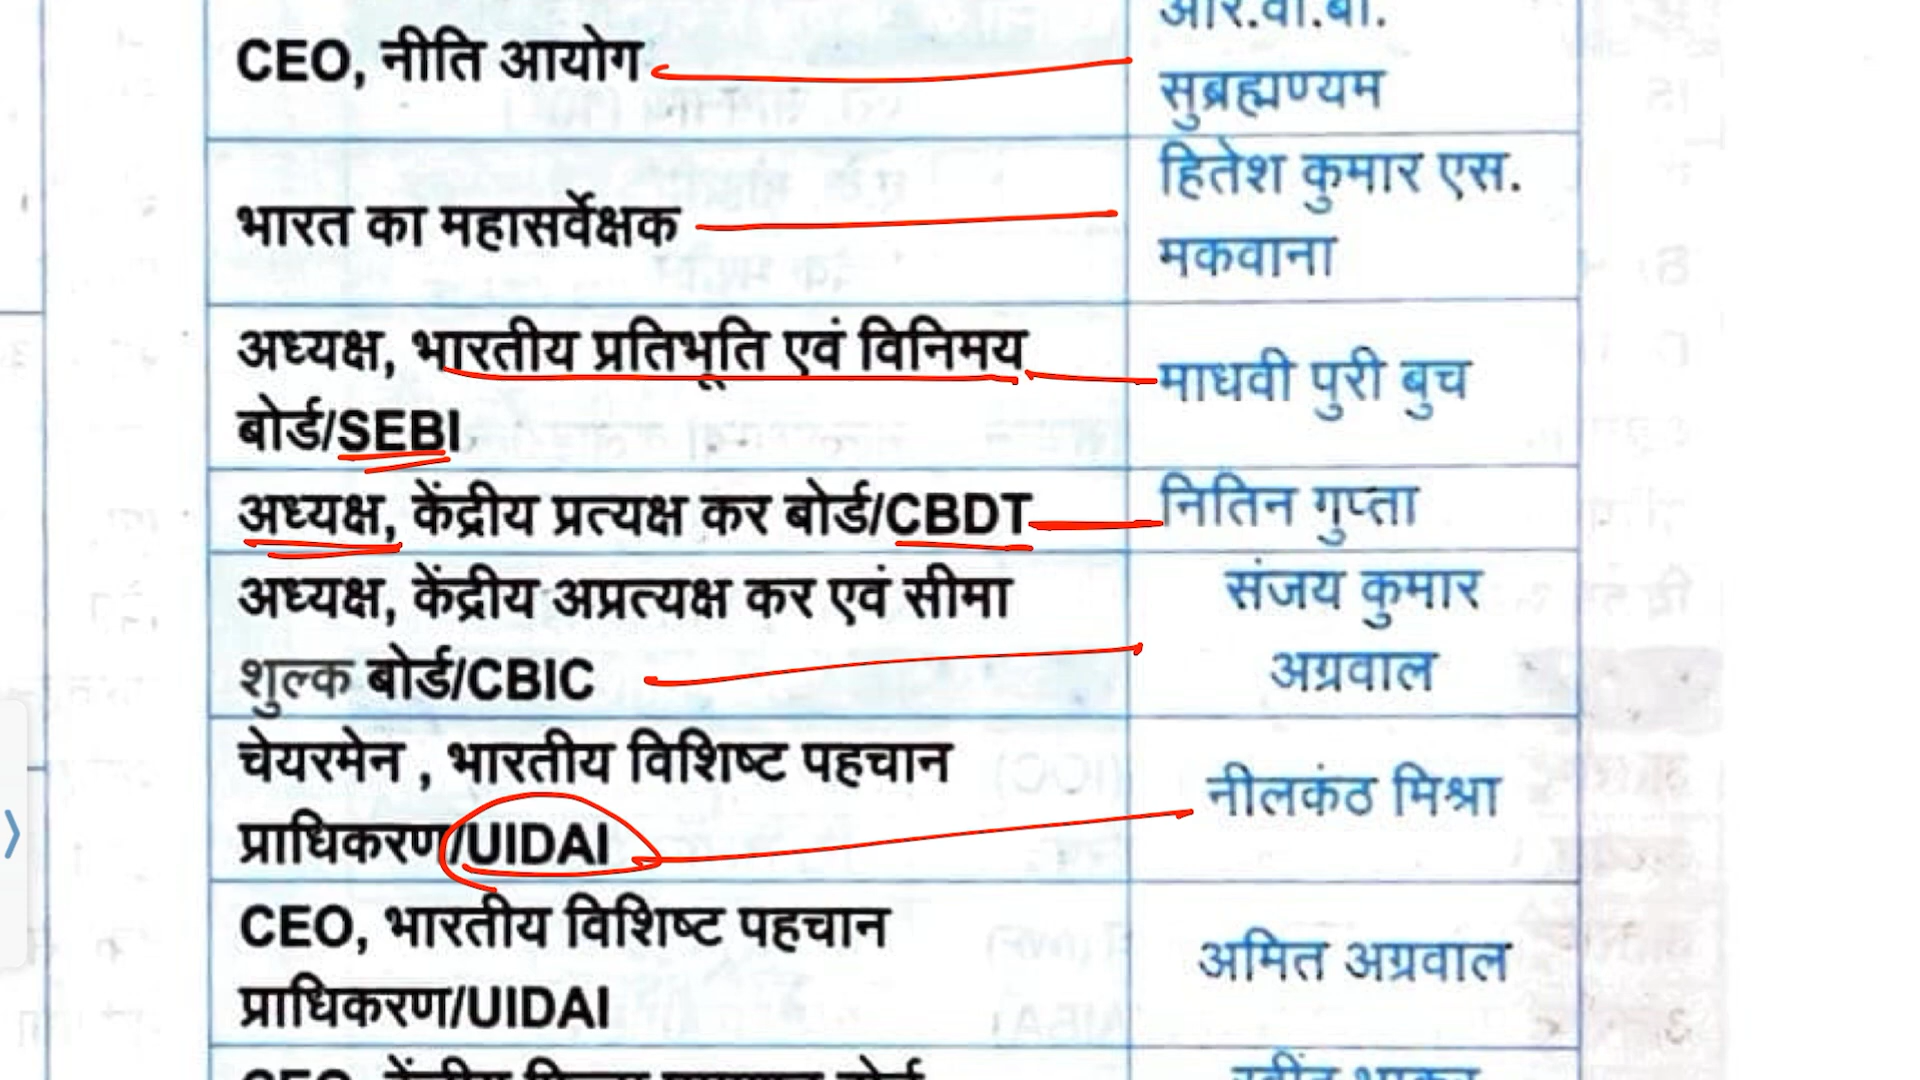 आर.वी.बी.
CEO, नीति आयोग
सुब्रह्मण्यम
हितेश कुमार एस.
भारत का महासर्वेक्षक
मकवाना
अध्यक्ष, भारतीय प्रतिभूति एवं विनिमय
माधवी पुरी बुच
बोर्ड/SEBI
अध्यक्ष, केंद्रीय प्रत्यक्ष कर बोर्ड/CBDT
नितिन गुप्ता
अध्यक्ष, केंद्रीय अप्रत्यक्ष कर एवं सीमा
संजय कुमार
शुल्क बोर्ड/CBIC
अग्रवाल
चेयरमेन , भारतीय विशिष्ट पहचान
नीलकंठ मिश्रा
प्राधिकरण/UIDAI
CEO, भारतीय विशिष्ट पहचान
अमित अग्रवाल
प्राधिकरण/UIDAI